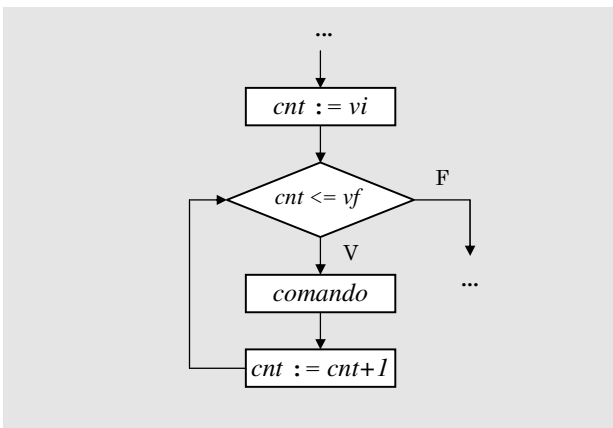 ...
cnt := vi
cnt <= vf
F
V
...
comando
cnt := cnt+1